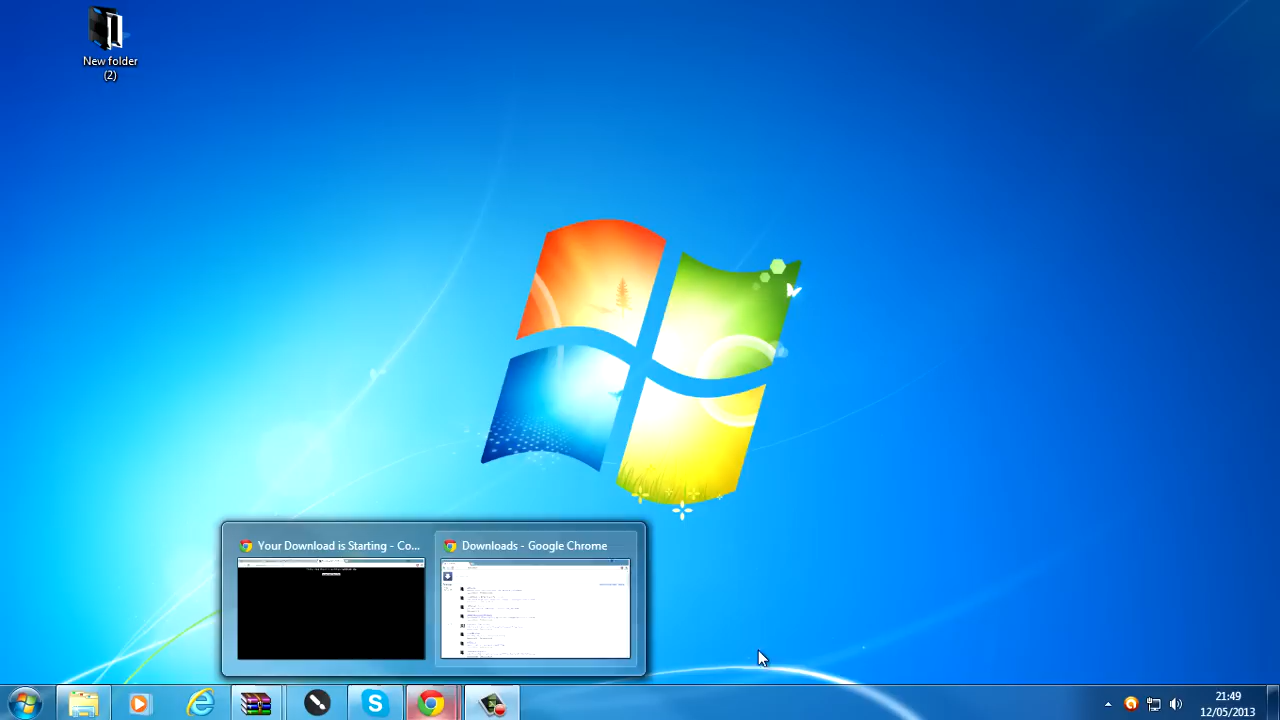 New folder
(2)
Your Download is Starting - Co...
Downloads - Google Chrome
21:49
12/05/2013